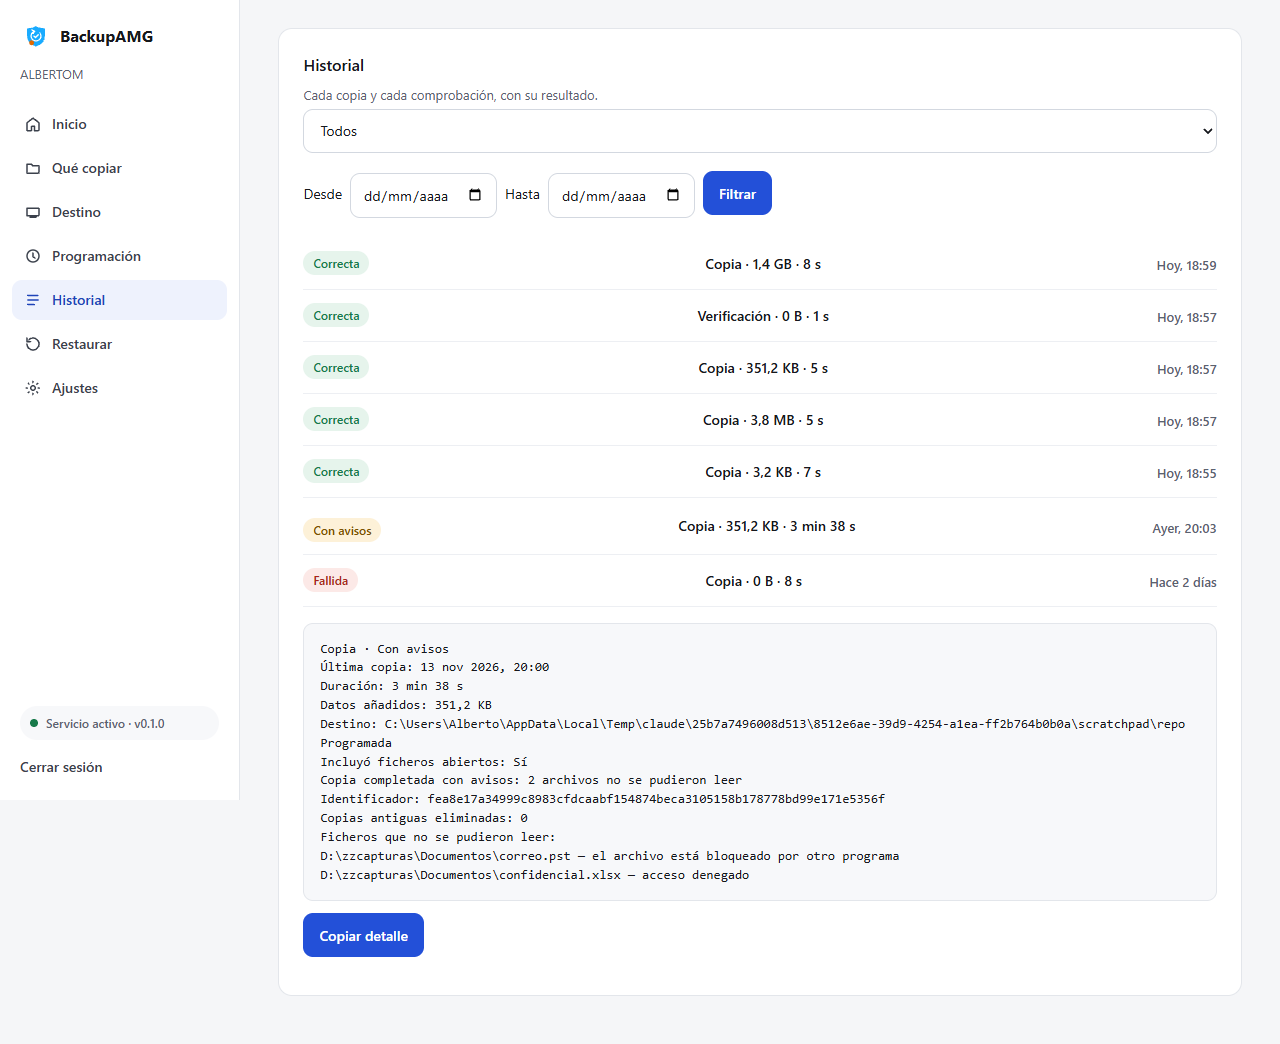 BackupAMG
ALBERTOM
Inicio
Qué copiar
Destino
Programación
Historial
Restaurar
Ajustes
Servicio activo · v0.1.0
Cerrar sesión
Historial
Cada copia y cada comprobación, con su resultado.
Todos
Desde dd/mm/aaaa Hasta dd/mm/aaaa Filtrar
Correcta Copia · 1,4 GB · 8 s Hoy, 18:59
Correcta Verificación · 0 B · 1 s Hoy, 18:57
Correcta Copia · 351,2 KB · 5 s Hoy, 18:57
Correcta Copia · 3,8 MB · 5 s Hoy, 18:57
Correcta Copia · 3,2 KB · 7 s Hoy, 18:55
Con avisos Copia · 351,2 KB · 3 min 38 s Ayer, 20:03
Fallida Copia · 0 B · 8 s Hace 2 días
Copia · Con avisos
Última copia: 13 nov 2026, 20:00
Duración: 3 min 38 s
Datos añadidos: 351,2 KB
Destino: C:\Users\Alberto\AppData\Local\Temp\claude\25b7a7496008d513\8512e6ae-39d9-4254-a1ea-ff2b764b0b0a\scratchpad\repo
Programada
Incluyó ficheros abiertos: Sí
Copia completada con avisos: 2 archivos no se pudieron leer
Identificador: fea8e17a34999c8983cfdcaabf154874beca3105158b178778bd99e171e5356f
Copias antiguas eliminadas: 0
Ficheros que no se pudieron leer:
D:\zzcapturas\Documentos\correo.pst — el archivo está bloqueado por otro programa
D:\zzcapturas\Documentos\confidencial.xlsx — acceso denegado
Copiar detalle